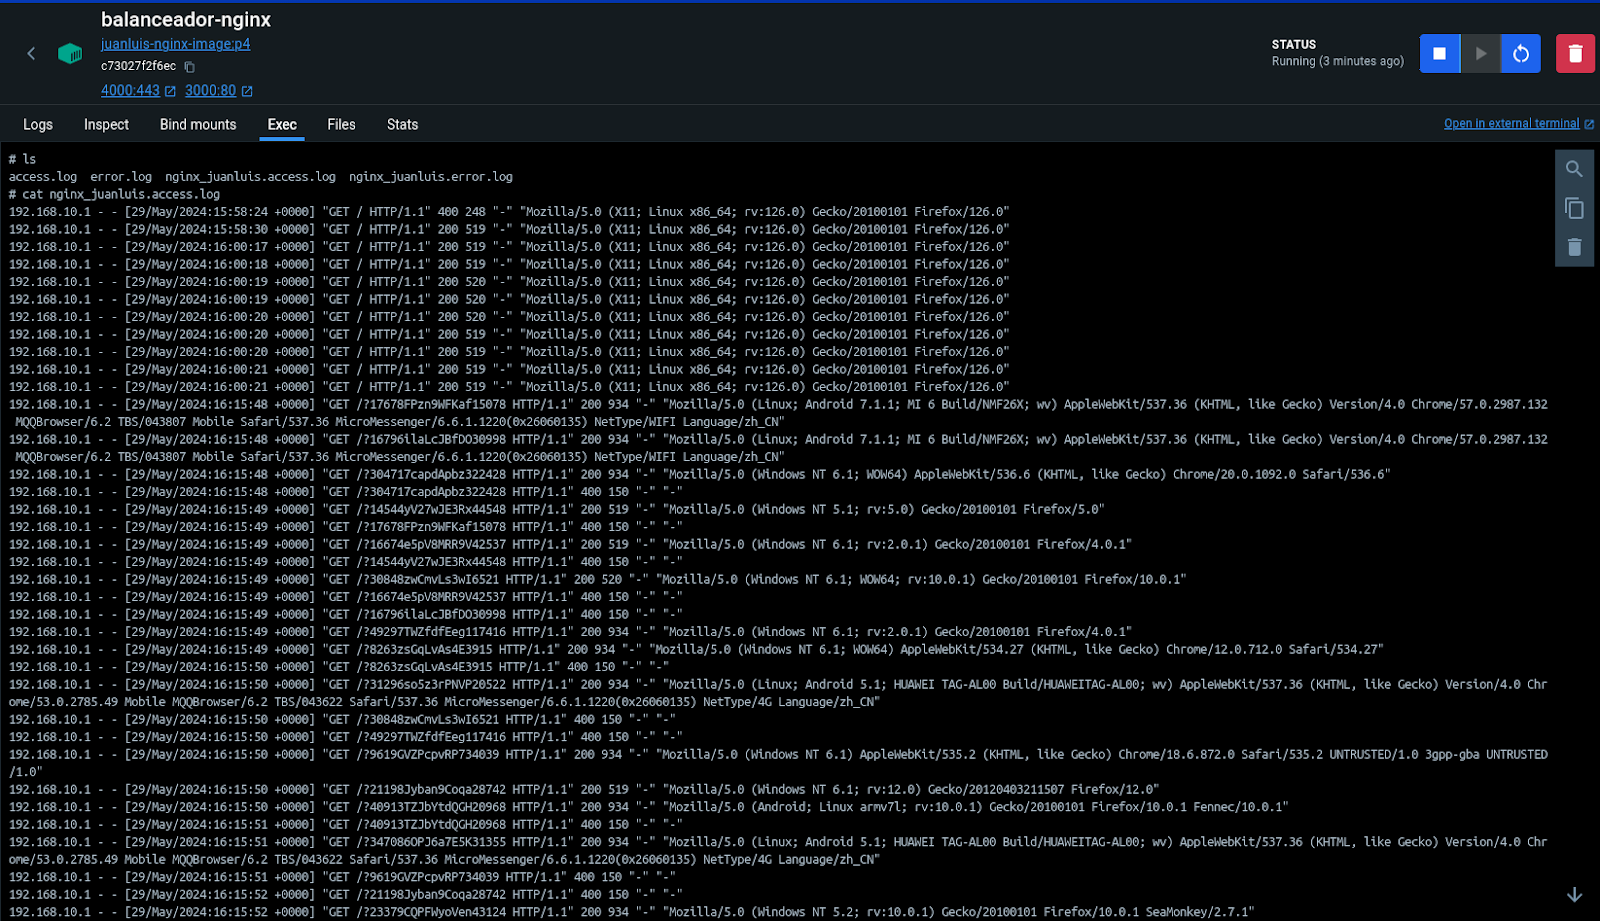 balanceador-nginx
juanluis-nginx-image:p4
c73027f2f6ec
4000:443 3000:80
STATUS
Running (3 minutes ago)
Logs Inspect Bind mounts Exec Files Stats
Open in external terminal
# ls
access.log  error.log  nginx_juanluis.access.log  nginx_juanluis.error.log
# cat nginx_juanluis.access.log
192.168.10.1 - - [29/May/2024:15:58:24 +0000] "GET / HTTP/1.1" 400 248 "-" "Mozilla/5.0 (X11; Linux x86_64; rv:126.0) Gecko/20100101 Firefox/126.0"
192.168.10.1 - - [29/May/2024:15:58:30 +0000] "GET / HTTP/1.1" 200 519 "-" "Mozilla/5.0 (X11; Linux x86_64; rv:126.0) Gecko/20100101 Firefox/126.0"
192.168.10.1 - - [29/May/2024:16:00:17 +0000] "GET / HTTP/1.1" 200 519 "-" "Mozilla/5.0 (X11; Linux x86_64; rv:126.0) Gecko/20100101 Firefox/126.0"
192.168.10.1 - - [29/May/2024:16:00:18 +0000] "GET / HTTP/1.1" 200 519 "-" "Mozilla/5.0 (X11; Linux x86_64; rv:126.0) Gecko/20100101 Firefox/126.0"
192.168.10.1 - - [29/May/2024:16:00:19 +0000] "GET / HTTP/1.1" 200 520 "-" "Mozilla/5.0 (X11; Linux x86_64; rv:126.0) Gecko/20100101 Firefox/126.0"
192.168.10.1 - - [29/May/2024:16:00:19 +0000] "GET / HTTP/1.1" 200 520 "-" "Mozilla/5.0 (X11; Linux x86_64; rv:126.0) Gecko/20100101 Firefox/126.0"
192.168.10.1 - - [29/May/2024:16:00:20 +0000] "GET / HTTP/1.1" 200 520 "-" "Mozilla/5.0 (X11; Linux x86_64; rv:126.0) Gecko/20100101 Firefox/126.0"
192.168.10.1 - - [29/May/2024:16:00:20 +0000] "GET / HTTP/1.1" 200 519 "-" "Mozilla/5.0 (X11; Linux x86_64; rv:126.0) Gecko/20100101 Firefox/126.0"
192.168.10.1 - - [29/May/2024:16:00:20 +0000] "GET / HTTP/1.1" 200 519 "-" "Mozilla/5.0 (X11; Linux x86_64; rv:126.0) Gecko/20100101 Firefox/126.0"
192.168.10.1 - - [29/May/2024:16:00:21 +0000] "GET / HTTP/1.1" 200 519 "-" "Mozilla/5.0 (X11; Linux x86_64; rv:126.0) Gecko/20100101 Firefox/126.0"
192.168.10.1 - - [29/May/2024:16:00:21 +0000] "GET / HTTP/1.1" 200 519 "-" "Mozilla/5.0 (X11; Linux x86_64; rv:126.0) Gecko/20100101 Firefox/126.0"
192.168.10.1 - - [29/May/2024:16:15:48 +0000] "GET /?17678FPzn9WFKaf15078 HTTP/1.1" 200 934 "-" "Mozilla/5.0 (Linux; Android 7.1.1; MI 6 Build/NMF26X; wv) AppleWebKit/537.36 (KHTML, like Gecko) Version/4.0 Chrome/57.0.2987.132
MQQBrowser/6.2 TBS/043807 Mobile Safari/537.36 MicroMessenger/6.6.1.1220(0x26060135) NetType/WIFI Language/zh_CN"
192.168.10.1 - - [29/May/2024:16:15:48 +0000] "GET /?16796ilaLcJBfDO30998 HTTP/1.1" 200 934 "-" "Mozilla/5.0 (Linux; Android 7.1.1; MI 6 Build/NMF26X; wv) AppleWebKit/537.36 (KHTML, like Gecko) Version/4.0 Chrome/57.0.2987.132
MQQBrowser/6.2 TBS/043807 Mobile Safari/537.36 MicroMessenger/6.6.1.1220(0x26060135) NetType/WIFI Language/zh_CN"
192.168.10.1 - - [29/May/2024:16:15:48 +0000] "GET /?304717capdApbz322428 HTTP/1.1" 200 934 "-" "Mozilla/5.0 (Windows NT 6.1; WOW64) AppleWebKit/536.6 (KHTML, like Gecko) Chrome/20.0.1092.0 Safari/536.6"
192.168.10.1 - - [29/May/2024:16:15:48 +0000] "GET /?304717capdApbz322428 HTTP/1.1" 400 150 "-" "-"
192.168.10.1 - - [29/May/2024:16:15:48 +0000] "GET /?14544yV27wJE3Rx44548 HTTP/1.1" 200 519 "-" "Mozilla/5.0 (Windows NT 5.1; rv:5.0) Gecko/20100101 Firefox/5.0"
192.168.10.1 - - [29/May/2024:16:15:48 +0000] "GET /?17678FPzn9WFKaf15078 HTTP/1.1" 400 150 "-" "-"
192.168.10.1 - - [29/May/2024:16:15:49 +0000] "GET /?16674e5pV8MRR9V42537 HTTP/1.1" 200 519 "-" "Mozilla/5.0 (Windows NT 6.1; rv:2.0.1) Gecko/20100101 Firefox/4.0.1"
192.168.10.1 - - [29/May/2024:16:15:49 +0000] "GET /?14544yV27wJE3Rx44548 HTTP/1.1" 400 150 "-" "-"
192.168.10.1 - - [29/May/2024:16:15:49 +0000] "GET /?30848zwCmvLs3wI6521 HTTP/1.1" 200 520 "-" "Mozilla/5.0 (Windows NT 6.1; WOW64; rv:10.0.1) Gecko/20100101 Firefox/10.0.1"
192.168.10.1 - - [29/May/2024:16:15:49 +0000] "GET /?16674e5pV8MRR9V42537 HTTP/1.1" 400 150 "-" "-"
192.168.10.1 - - [29/May/2024:16:15:49 +0000] "GET /?16796ilaLcJBfDO30998 HTTP/1.1" 400 150 "-" "-"
192.168.10.1 - - [29/May/2024:16:15:49 +0000] "GET /?49297TWZfdfEeg117416 HTTP/1.1" 200 934 "-" "Mozilla/5.0 (Windows NT 6.1; rv:2.0.1) Gecko/20100101 Firefox/4.0.1"
192.168.10.1 - - [29/May/2024:16:15:49 +0000] "GET /?8263zsGqLvAs4E3915 HTTP/1.1" 200 934 "-" "Mozilla/5.0 (Windows NT 6.1; WOW64) AppleWebKit/534.27 (KHTML, like Gecko) Chrome/12.0.712.0 Safari/534.27"
192.168.10.1 - - [29/May/2024:16:15:50 +0000] "GET /?8263zsGqLvAs4E3915 HTTP/1.1" 400 150 "-" "-"
192.168.10.1 - - [29/May/2024:16:15:50 +0000] "GET /?31296so5z3rPNVP20522 HTTP/1.1" 200 934 "-" "Mozilla/5.0 (Linux; Android 5.1; HUAWEI TAG-AL00 Build/HUAWEITAG-AL00; wv) AppleWebKit/537.36 (KHTML, like Gecko) Version/4.0 Chr
ome/53.0.2785.49 Mobile MQQBrowser/6.2 TBS/043622 Safari/537.36 MicroMessenger/6.6.1.1220(0x26060135) NetType/4G Language/zh_CN"
192.168.10.1 - - [29/May/2024:16:15:50 +0000] "GET /?30848zwCmvLs3wI6521 HTTP/1.1" 400 150 "-" "-"
192.168.10.1 - - [29/May/2024:16:15:50 +0000] "GET /?49297TWZfdfEeg117416 HTTP/1.1" 400 150 "-" "-"
192.168.10.1 - - [29/May/2024:16:15:50 +0000] "GET /?9619GVZPcpvRP734039 HTTP/1.1" 200 934 "-" "Mozilla/5.0 (Windows NT 6.1) AppleWebKit/535.2 (KHTML, like Gecko) Chrome/18.6.872.0 Safari/535.2 UNTRUSTED/1.0 3gpp-gba UNTRUSTED
/1.0"
192.168.10.1 - - [29/May/2024:16:15:50 +0000] "GET /?21198Jyban9Coqa28742 HTTP/1.1" 200 519 "-" "Mozilla/5.0 (Windows NT 6.1; rv:12.0) Gecko/20120403211507 Firefox/12.0"
192.168.10.1 - - [29/May/2024:16:15:50 +0000] "GET /?40913TZJbYtdQGH20968 HTTP/1.1" 200 934 "-" "Mozilla/5.0 (Android; Linux armv7l; rv:10.0.1) Gecko/20100101 Firefox/10.0.1 Fennec/10.0.1"
192.168.10.1 - - [29/May/2024:16:15:51 +0000] "GET /?40913TZJbYtdQGH20968 HTTP/1.1" 400 150 "-" "-"
192.168.10.1 - - [29/May/2024:16:15:51 +0000] "GET /?347086OPJ6a7E5K31355 HTTP/1.1" 200 934 "-" "Mozilla/5.0 (Linux; Android 5.1; HUAWEI TAG-AL00 Build/HUAWEITAG-AL00; wv) AppleWebKit/537.36 (KHTML, like Gecko) Version/4.0 Chr
ome/53.0.2785.49 Mobile MQQBrowser/6.2 TBS/043622 Safari/537.36 MicroMessenger/6.6.1.1220(0x26060135) NetType/4G Language/zh_CN"
192.168.10.1 - - [29/May/2024:16:15:51 +0000] "GET /?9619GVZPcpvRP734039 HTTP/1.1" 400 150 "-" "-"
192.168.10.1 - - [29/May/2024:16:15:52 +0000] "GET /?21198Jyban9Coqa28742 HTTP/1.1" 400 150 "-" "-"
192.168.10.1 - - [29/May/2024:16:15:52 +0000] "GET /?23379CQPFWyoVen43124 HTTP/1.1" 200 934 "-" "Mozilla/5.0 (Windows NT 5.2; rv:10.0.1) Gecko/20100101 Firefox/10.0.1 SeaMonkey/2.7.1"